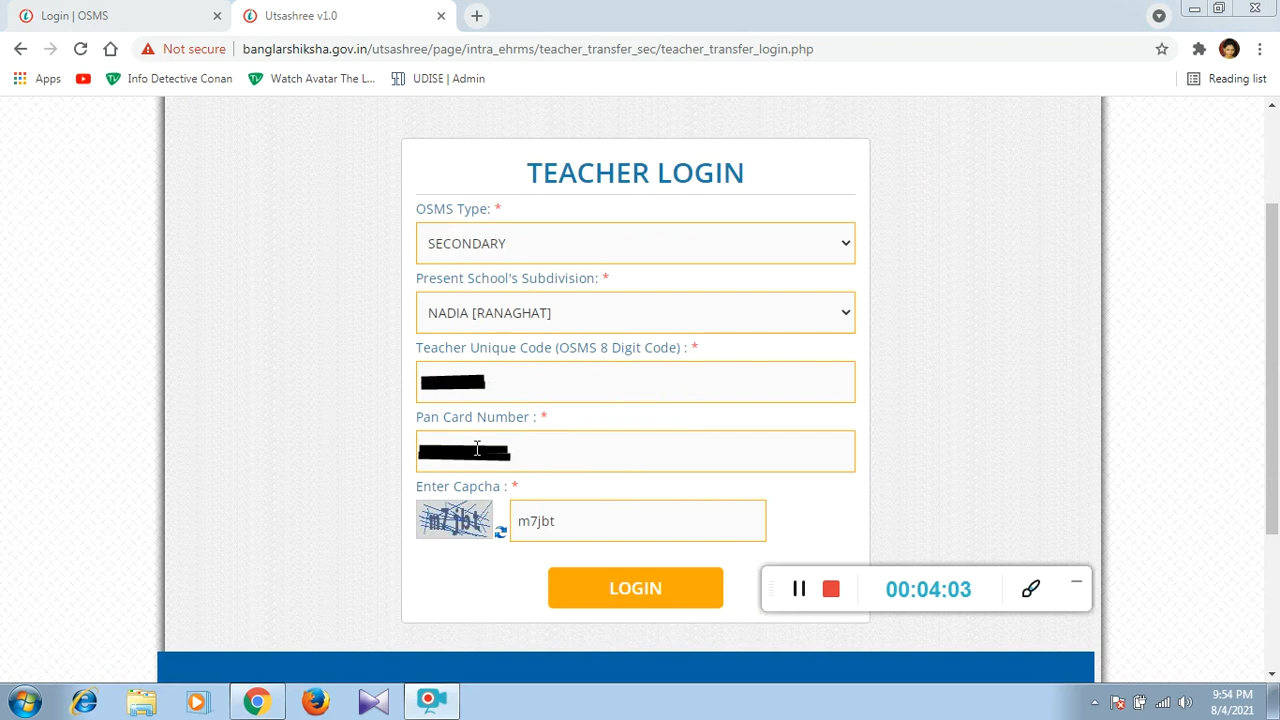 Login | OSMS
Utsashree v1.0
Not secure
banglarshiksha.gov.in/utsashree/page/intra_ehrms/teacher_transfer_sec/teacher_transfer_login.php
Apps
Info Detective Conan
Watch Avatar The L...
UDISE | Admin
Reading list
TEACHER LOGIN
OSMS Type: *
SECONDARY
Present School's Subdivision: *
NADIA [RANAGHAT]
Teacher Unique Code (OSMS 8 Digit Code) : *
Pan Card Number : *
Enter Capcha : *
m7jbt
m7jbt
LOGIN
00:04:03
9:54 PM
8/4/2021